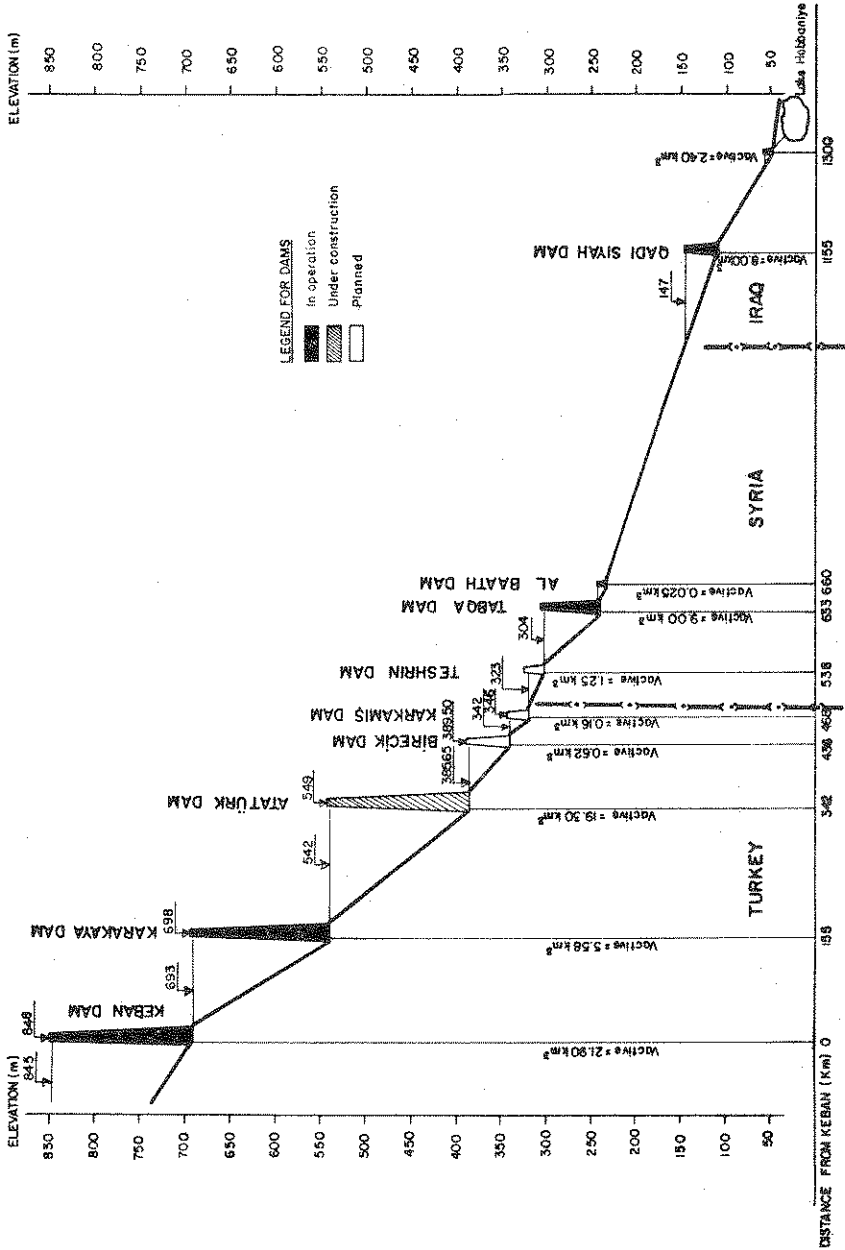 ELEVATION (m)
850
800
750
700
650
600
550
500
450
400
350
300
250
200
150
100
50
845
848
KEBAN DAM
Vactive = 21.90 km³
693
698
KARAKAYA DAM
Vactive = 5.58 km³
542
549
ATATÜRK DAM
Vactive = 19.30 km³
385.65
389.50
BİRECİK DAM
Vactive = 0.62 km³
342
346
KARKAMIŞ DAM
Vactive = 0.16 km³
323
TESHRIN DAM
Vactive = 1.25 km³
304
TABQA DAM
Vactive = 9.00 km³
AL BAATH DAM
Vactive = 0.025 km³
147
QADI SIYAH DAM
Vactive = 8.00 km³
Vactive = 2.40 km³
Lake Habbaniye
TURKEY
SYRIA
IRAQ
LEGEND FOR DAMS
In operation
Under construction
Planned
ELEVATION (m)
850
800
750
700
650
600
550
500
450
400
350
300
250
200
150
100
50
DISTANCE FROM KEBAN (Km) 0 342 538 633 660 1155 1300